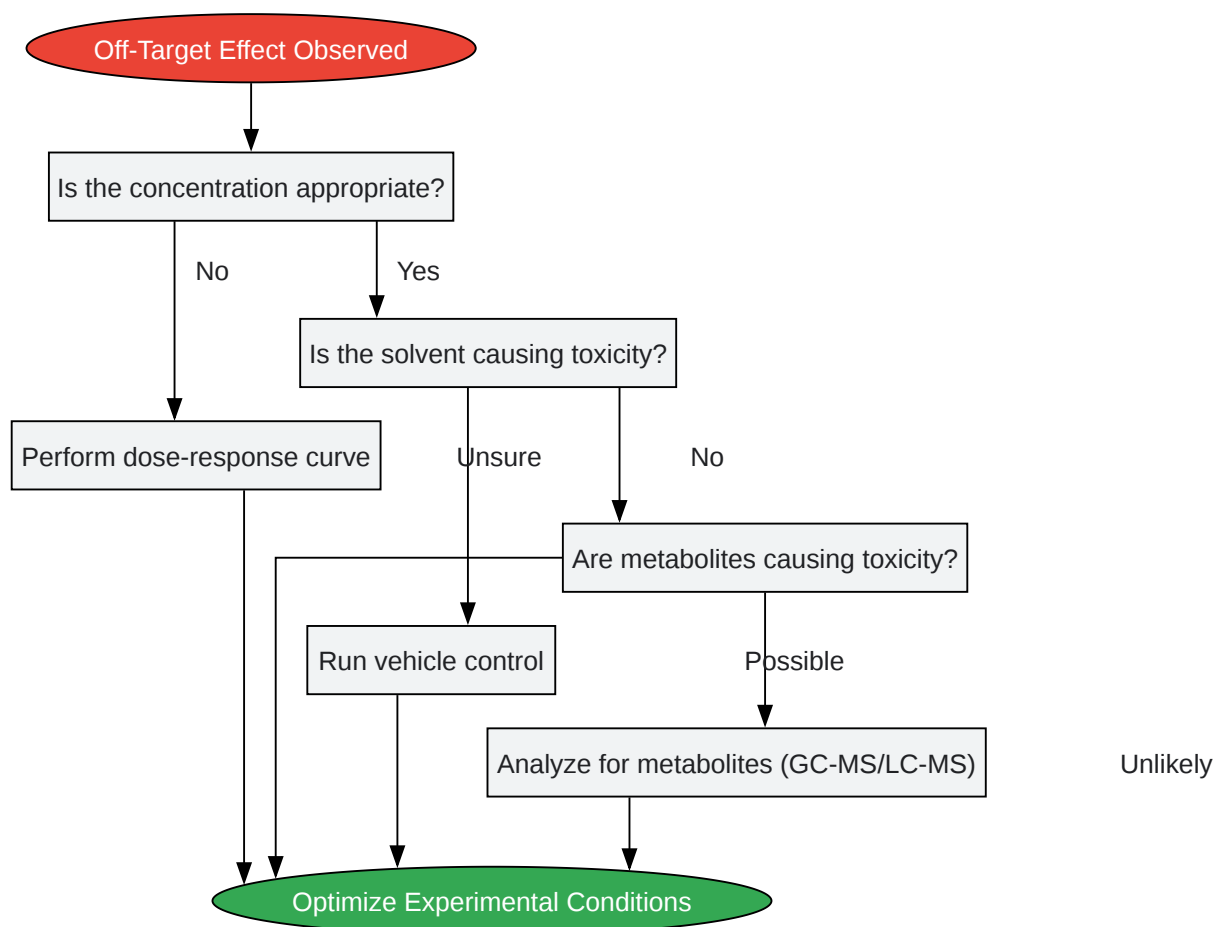 Off-Target Effect Observed
Is the concentration appropriate?
No
Yes
Is the solvent causing toxicity?
Perform dose-response curve
Unsure
No
Are metabolites causing toxicity?
Run vehicle control
Possible
Analyze for metabolites (GC-MS/LC-MS)
Unlikely
Optimize Experimental Conditions